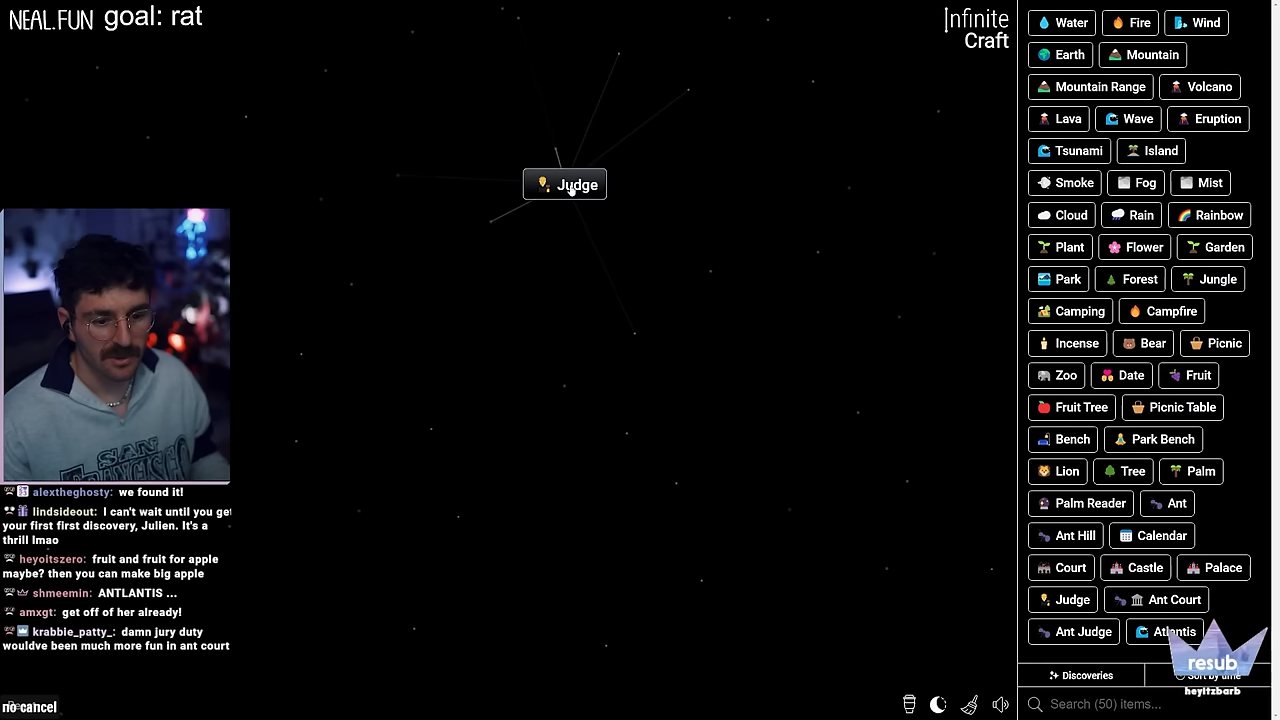 NEAL.FUN goal: rat
Infinite
Craft
Judge
Water Fire Wind
Earth Mountain
Mountain Range Volcano
Lava Wave Eruption
Tsunami Island
Smoke Fog Mist
Cloud Rain Rainbow
Plant Flower Garden
Park Forest Jungle
Camping Campfire
Incense Bear Picnic
Zoo Date Fruit
Fruit Tree Picnic Table
Bench Park Bench
Lion Tree Palm
Palm Reader Ant
Ant Hill Calendar
Court Castle Palace
Judge Ant Court
Ant Judge Atlantis
Discoveries Sort by time
Search (50) items...
resub
heyitzbarb
SAN
FRANCISCO
alextheghosty: we found it!
lindsideout: I can't wait until you get
your first first discovery, Julien. It's a
thrill lmao
heyoitszero: fruit and fruit for apple
maybe? then you can make big apple
shmeemin: ANTLANTIS ...
amxgt: get off of her already!
krabbie_patty_: damn jury duty
wouldve been much more fun in ant court
no cancel